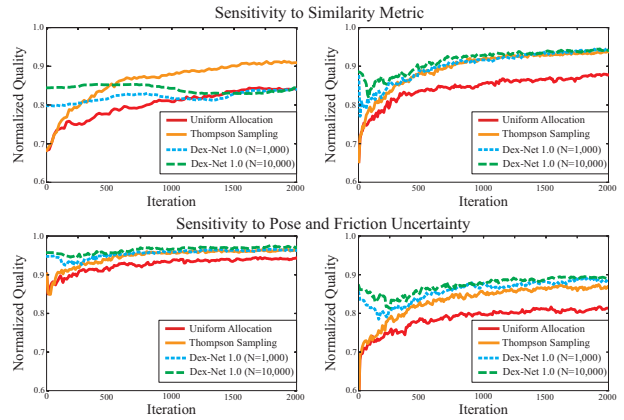 Sensitivity to Similarity Metric
Normalized Quality
1.0
0.9
0.8
0.7
0.6
0
500
1000
1500
2000
Iteration
Uniform Allocation
Thompson Sampling
Dex-Net 1.0 (N=1,000)
Dex-Net 1.0 (N=10,000)
Normalized Quality
1.0
0.9
0.8
0.7
0.6
0
500
1000
1500
2000
Iteration
Uniform Allocation
Thompson Sampling
Dex-Net 1.0 (N=1,000)
Dex-Net 1.0 (N=10,000)
Sensitivity to Pose and Friction Uncertainty
Normalized Quality
1.0
0.9
0.8
0.7
0.6
0
500
1000
1500
2000
Iteration
Uniform Allocation
Thompson Sampling
Dex-Net 1.0 (N=1,000)
Dex-Net 1.0 (N=10,000)
Normalized Quality
1.0
0.9
0.8
0.7
0.6
0
500
1000
1500
2000
Iteration
Uniform Allocation
Thompson Sampling
Dex-Net 1.0 (N=1,000)
Dex-Net 1.0 (N=10,000)